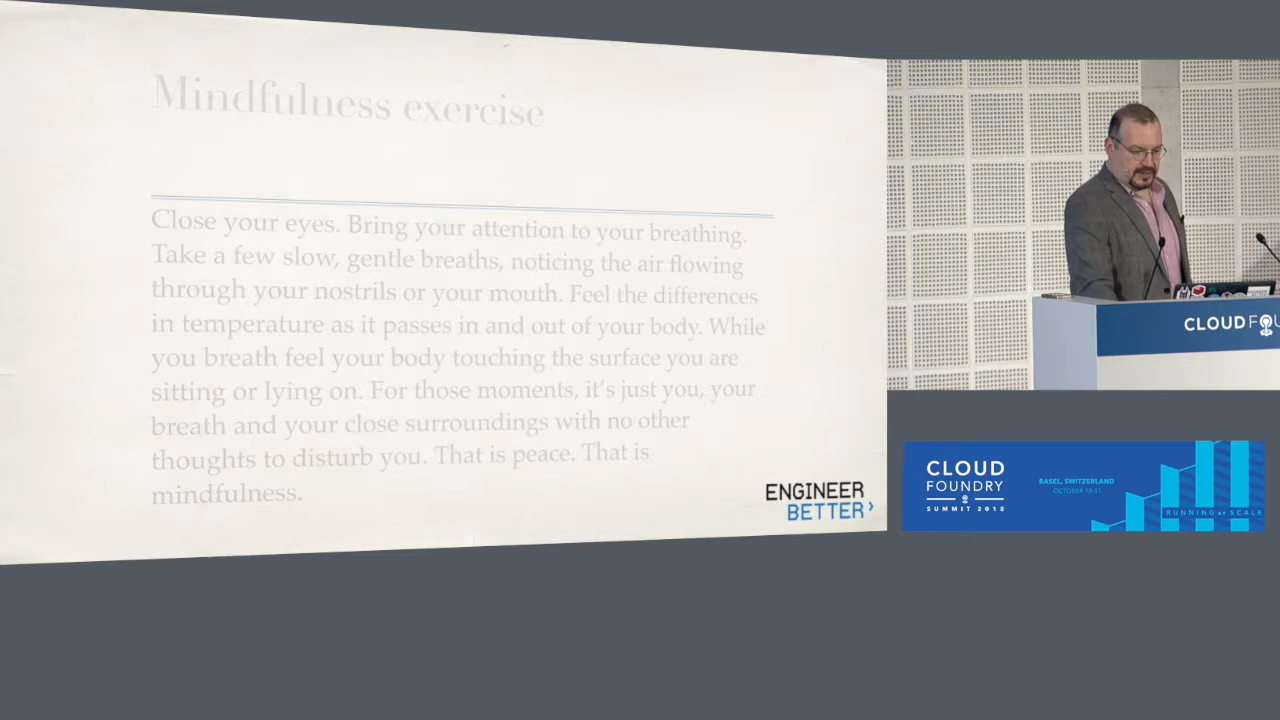 Mindfulness exercise
Close your eyes. Bring your attention to your breathing.
Take a few slow, gentle breaths, noticing the air flowing
through your nostrils or your mouth. Feel the differences
in temperature as it passes in and out of your body. While
you breath feel your body touching the surface you are
sitting or lying on. For those moments, it's just you, your
breath and your close surroundings with no other
thoughts to disturb you. That is peace. That is
mindfulness.
ENGINEER
BETTER
CLOUD FOU
CLOUD
FOUNDRY
SUMMIT 2018
BASEL, SWITZERLAND
OCTOBER 10-11
RUNNING at SCALE